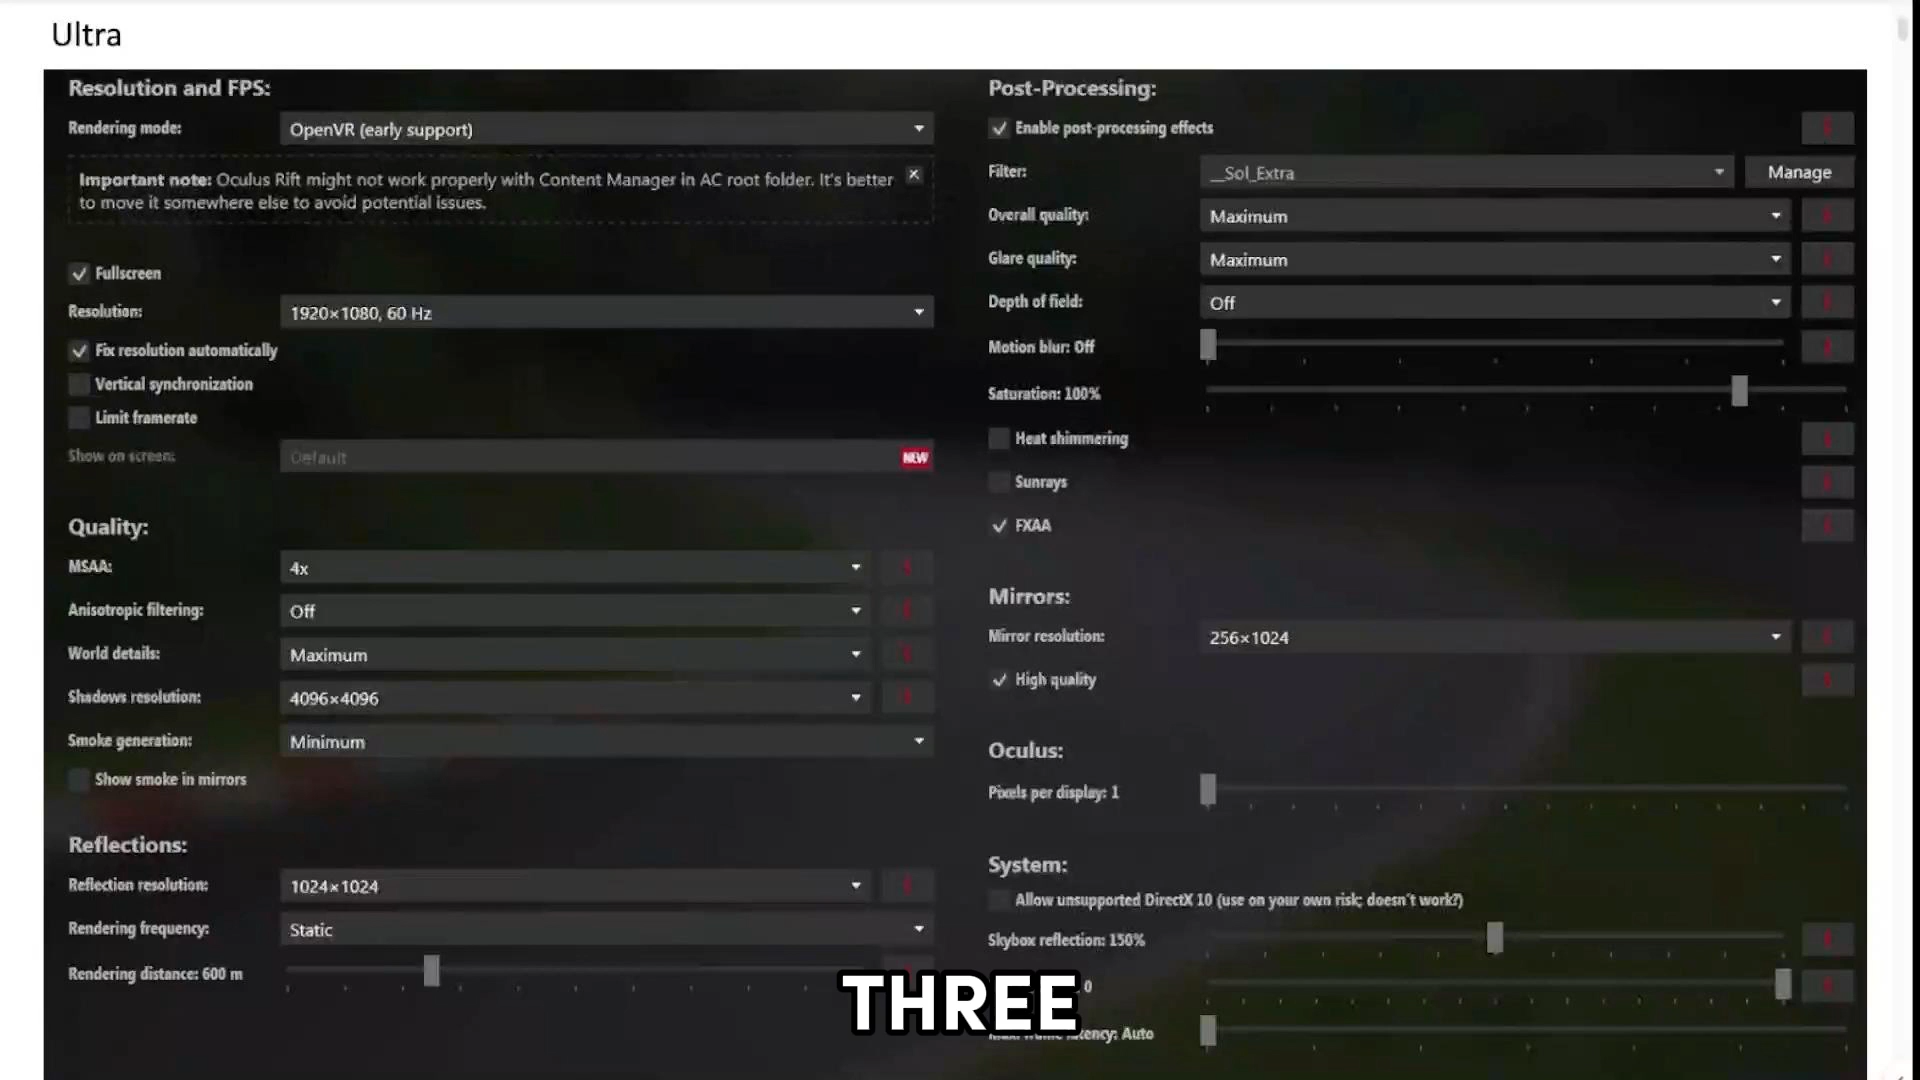 Ultra
Resolution and FPS:
Rendering mode: OpenVR (early support)
Important note: Oculus Rift might not work properly with Content Manager in AC root folder. It's better
to move it somewhere else to avoid potential issues.
Fullscreen
Resolution: 1920×1080, 60 Hz
Fix resolution automatically
Vertical synchronization
Limit framerate
Show on screen: Default NEW
Quality:
MSAA: 4x
Anisotropic filtering: Off
World details: Maximum
Shadows resolution: 4096×4096
Smoke generation: Minimum
Show smoke in mirrors
Reflections:
Reflection resolution: 1024×1024
Rendering frequency: Static
Rendering distance: 600 m
Post-Processing:
Enable post-processing effects
Filter: __Sol_Extra Manage
Overall quality: Maximum
Glare quality: Maximum
Depth of field: Off
Motion blur: Off
Saturation: 100%
Heat shimmering
Sunrays
FXAA
Mirrors:
Mirror resolution: 256×1024
High quality
Oculus:
Pixels per display: 1
System:
Allow unsupported DirectX 10 (use on your own risk; doesn't work?)
Skybox reflection: 150%
0
Auto
THREE